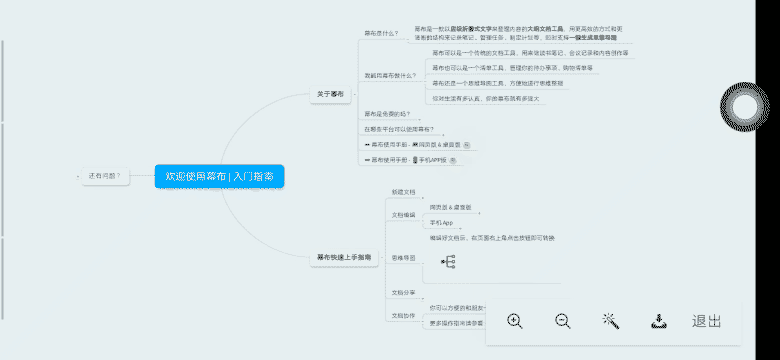 幕布是什么?
幕布是一款以层级折叠式文字来管理内容的大纲文档工具，用更高效的方式和更
清晰的结构来记录笔记、管理任务、制定计划等，同时支持一键生成思维导图
我能用幕布做什么?
幕布可以是一个传统的文档工具，用来做读书笔记、会议记录和内容创作等
幕布也可以是一个清单工具，管理你的待办事项、购物清单等
幕布还是一个思维导图工具，方便地进行思维整理
你对生活有多认真，你的幕布就有多强大
关于幕布
幕布是免费的吗?
在哪些平台可以使用幕布?
幕布使用手册 - 网页版 & 桌面版
幕布使用手册 - 手机APP版
还有问题?
欢迎使用幕布 | 入门指南
新建文档
文档编辑
网页版 & 桌面版
手机 App
编辑好文档后，在页面右上角点击按钮即可转换
思维导图
幕布快速上手指南
文档分享
文档协作
你可以方便的和朋友一
更多操作指南请参看
退出